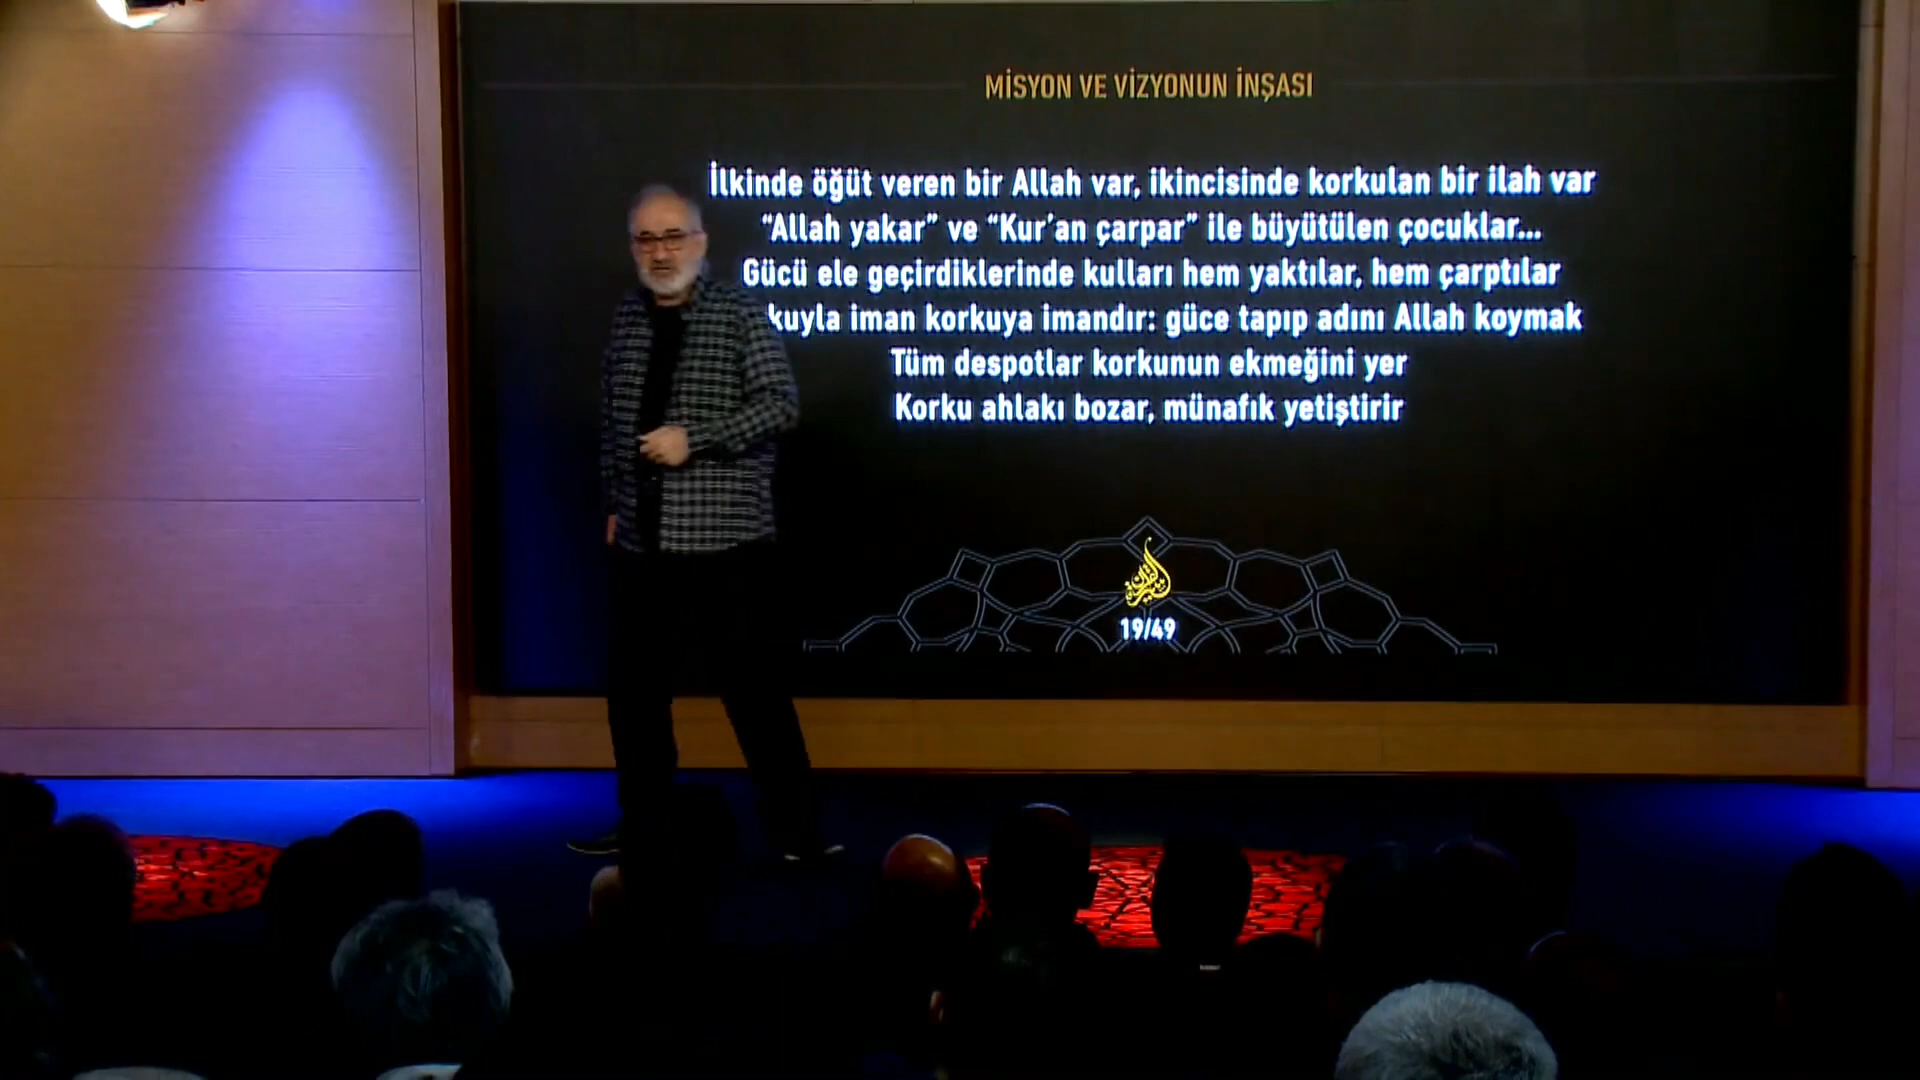 MİSYON VE VİZYONUN İNŞASI
İlkinde öğüt veren bir Allah var, ikincisinde korkulan bir ilah var
“Allah yakar” ve “Kur’an çarpar” ile büyütülen çocuklar...
Gücü ele geçirdiklerinde kulları hem yaktılar, hem çarptılar
kuyla iman korkuya imandır: güce tapıp adını Allah koymak
Tüm despotlar korkunun ekmeğini yer
Korku ahlakı bozar, münafık yetiştirir
19/49